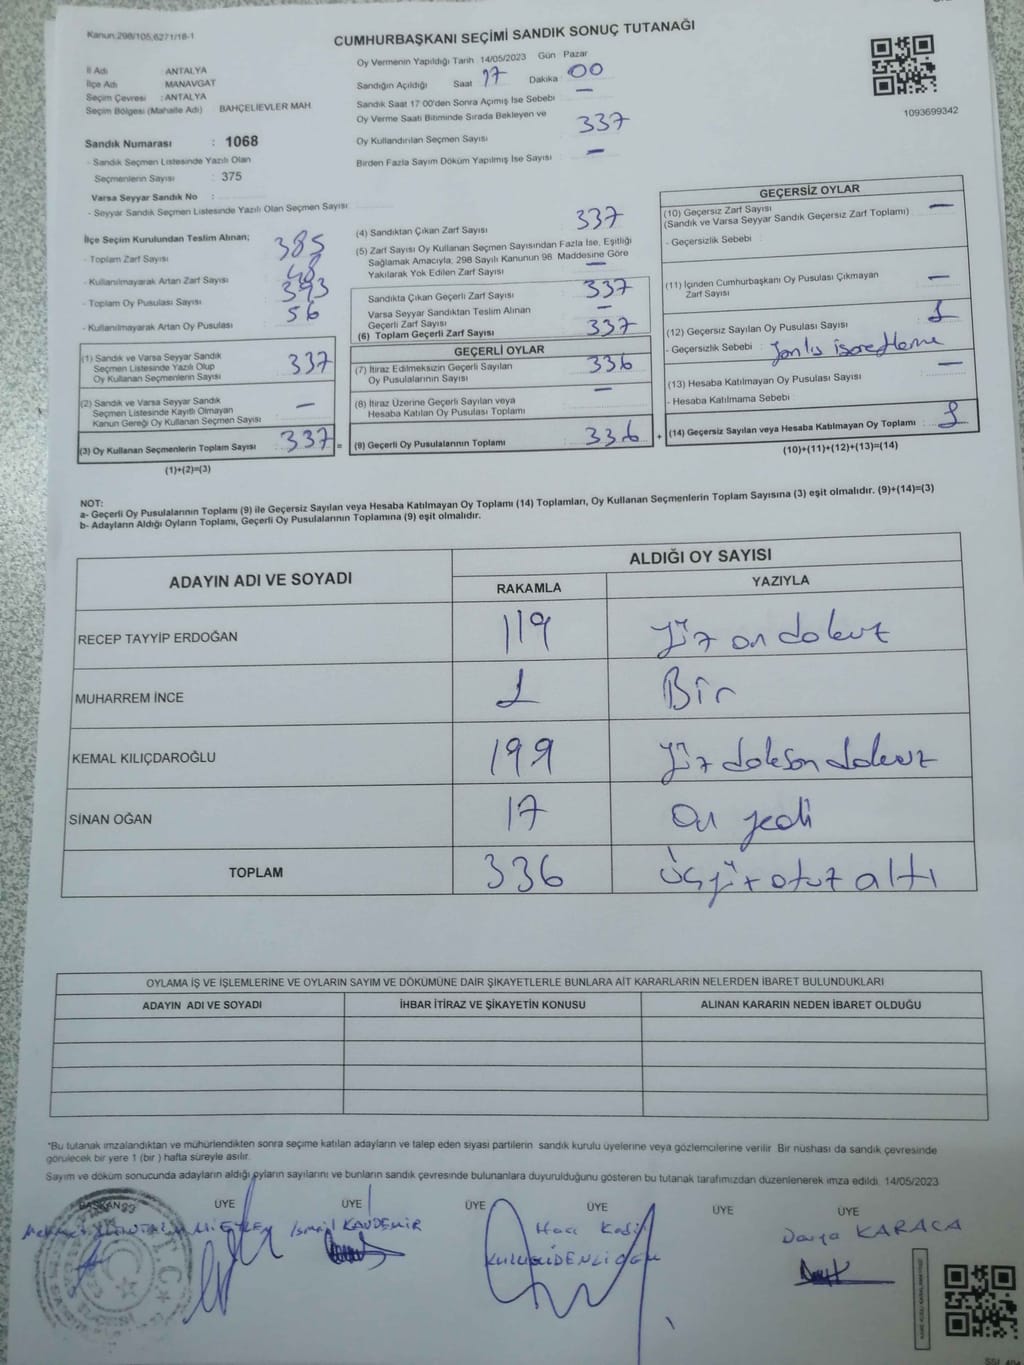 Kanun:298/105,6271/18-1
CUMHURBAŞKANI SEÇİMİ SANDIK SONUÇ TUTANAĞI
İl Adı ANTALYA
İlçe Adı MANAVGAT
Seçim Çevresi : ANTALYA
Seçim Bölgesi (Mahalle Adı) BAHÇELİEVLER MAH
Sandık Numarası : 1068
- Sandık Seçmen Listesinde Yazılı Olan
Seçmenlerin Sayısı : 375
Varsa Seyyar Sandık No :
- Seyyar Sandık Seçmen Listesinde Yazılı Olan Seçmen Sayısı
Oy Vermenin Yapıldığı Tarih 14/05/2023 Gün Pazar
Sandığın Açıldığı Saat 17 Dakika 00
Sandık Saat 17 00'den Sonra Açımış İse Sebebi —
Oy Verme Saati Bitiminde Sırada Bekleyen ve
Oy Kullandırılan Seçmen Sayısı 337
Birden Fazla Sayım Döküm Yapılmış İse Sayısı —
1093699342
İlçe Seçim Kurulundan Teslim Alınan;
- Toplam Zarf Sayısı 385
- Kullanılmayarak Artan Zarf Sayısı 48
- Toplam Oy Pusulası Sayısı 393
- Kullanılmayarak Artan Oy Pusulası 56
(1) Sandık ve Varsa Seyyar Sandık
Seçmen Listesinde Yazılı Olup
Oy Kullanan Seçmenlerin Sayısı 337
(2) Sandık ve Varsa Seyyar Sandık
Seçmen Listesinde Kayıtlı Olmayan
Kanun Gereği Oy Kullanan Seçmen Sayısı —
(3) Oy Kullanan Seçmenlerin Toplam Sayısı 337 =
(1)+(2)=(3)
(4) Sandıktan Çıkan Zarf Sayısı 337
(5) Zarf Sayısı Oy Kullanan Seçmen Sayısından Fazla İse, Eşitliği
Sağlamak Amacıyla, 298 Sayılı Kanunun 98. Maddesine Göre
Yakılarak Yok Edilen Zarf Sayısı —
Sandıkta Çıkan Geçerli Zarf Sayısı 337
Varsa Seyyar Sandıktan Teslim Alınan
Geçerli Zarf Sayısı —
(6) Toplam Geçerli Zarf Sayısı 337
GEÇERLİ OYLAR
(7) İtiraz Edilmeksizin Geçerli Sayılan
Oy Pusulalarının Sayısı 336
(8) İtiraz Üzerine Geçerli Sayılan veya
Hesaba Katılan Oy Pusulası Toplamı —
(9) Geçerli Oy Pusulalarının Toplamı 336 +
GEÇERSİZ OYLAR
(10) Geçersiz Zarf Sayısı —
(Sandık ve Varsa Seyyar Sandık Geçersiz Zarf Toplamı)
- Geçersizlik Sebebi :
(11) İçinden Cumhurbaşkanı Oy Pusulası Çıkmayan
Zarf Sayısı —
(12) Geçersiz Sayılan Oy Pusulası Sayısı 1
- Geçersizlik Sebebi : Yanlış işaretleme
(13) Hesaba Katılmayan Oy Pusulası Sayısı —
- Hesaba Katılmama Sebebi :
(14) Geçersiz Sayılan veya Hesaba Katılmayan Oy Toplamı : 1
(10)+(11)+(12)+(13)=(14)
NOT:
a- Geçerli Oy Pusulalarının Toplamı (9) ile Geçersiz Sayılan veya Hesaba Katılmayan Oy Toplamı (14) Toplamları, Oy Kullanan Seçmenlerin Toplam Sayısına (3) eşit olmalıdır. (9)+(14)=(3)
b- Adayların Aldığı Oyların Toplamı, Geçerli Oy Pusulalarının Toplamına (9) eşit olmalıdır.
ADAYIN ADI VE SOYADI ALDIĞI OY SAYISI
RAKAMLA YAZIYLA
RECEP TAYYİP ERDOĞAN 119 Yüz on dokuz
MUHARREM İNCE 1 Bir
KEMAL KILIÇDAROĞLU 199 Yüz dokson dokuz
SİNAN OĞAN 17 On yedi
TOPLAM 336 Üçyüz otuz altı
OYLAMA İŞ VE İŞLEMLERİNE VE OYLARIN SAYIM VE DÖKÜMÜNE DAİR ŞİKAYETLERLE BUNLARA AİT KARARLARIN NELERDEN İBARET BULUNDUKLARI
ADAYIN ADI VE SOYADI İHBAR İTİRAZ VE ŞİKAYETİN KONUSU ALINAN KARARIN NEDEN İBARET OLDUĞU
*Bu tutanak imzalandıktan ve mühürlendikten sonra seçime katılan adayların ve talep eden siyasi partilerin sandık kurulu üyelerine veya gözlemcilerine verilir. Bir nüshası da sandık çevresinde
görülecek bir yere 1 (bir ) hafta süreyle asılır.
Sayım ve döküm sonucunda adayların aldığı oyların sayılarını ve bunların sandık çevresinde bulunanlara duyurulduğunu gösteren bu tutanak tarafımızdan düzenlenerek imza edildi. 14/05/2023
BAŞKAN ÜYE ÜYE ÜYE ÜYE ÜYE ÜYE
İsmail KANDEMİR Hacı Kadir Derya KARACA
T.C.